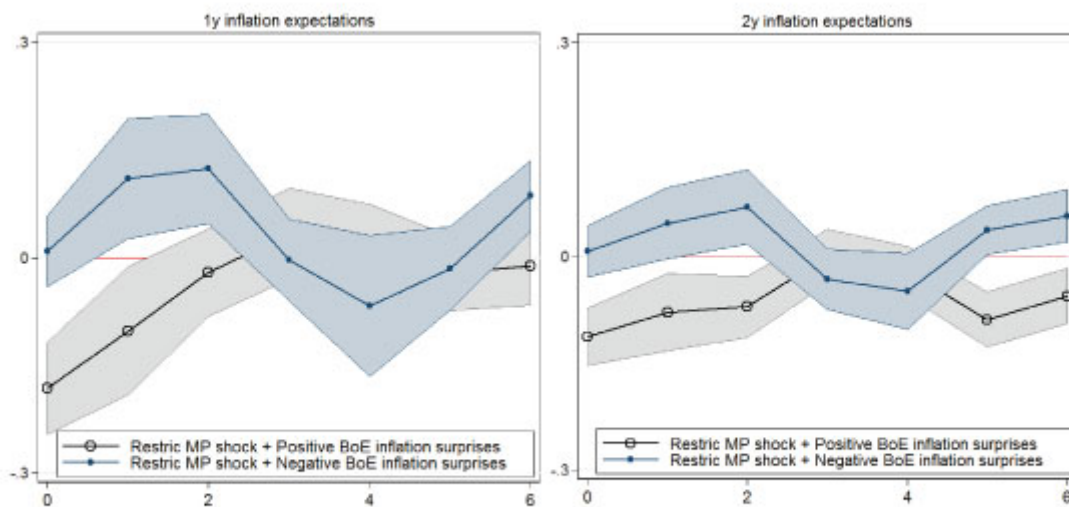 1y inflation expectations
.3
0
-.3
Restric MP shock + Positive BoE inflation surprises
Restric MP shock + Negative BoE inflation surprises
0 2 4 6
2y inflation expectations
.3
0
-.3
Restric MP shock + Positive BoE inflation surprises
Restric MP shock + Negative BoE inflation surprises
0 2 4 6